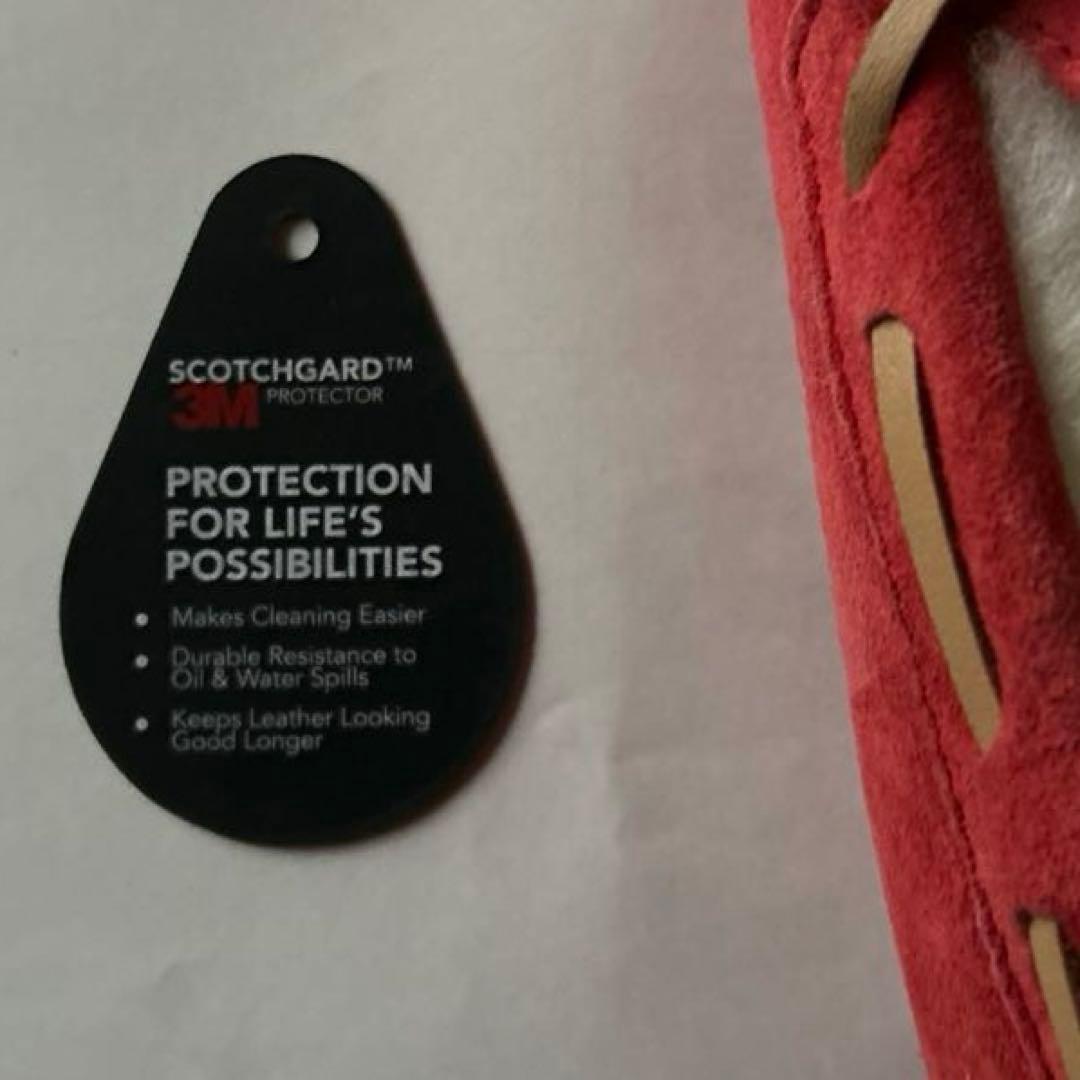 SCOTCHGARD™
3M PROTECTOR
PROTECTION
FOR LIFE'S
POSSIBILITIES
• Makes Cleaning Easier
• Durable Resistance to
Oil & Water Spills
• Keeps Leather Looking
Good Longer